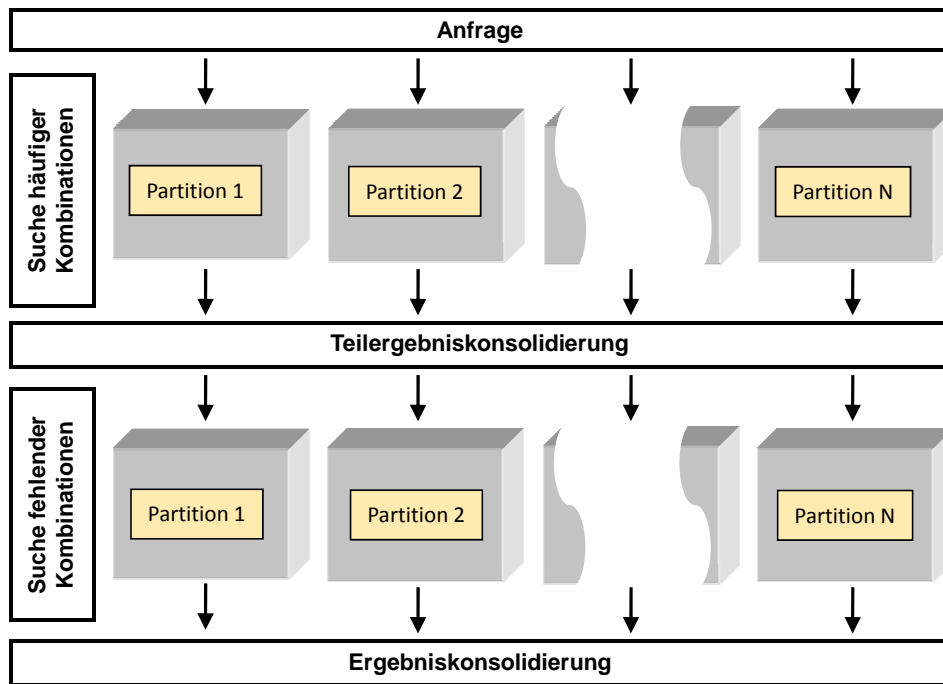 Anfrage
Suche häufiger
Kombinationen
Partition 1
Partition 2
Partition N
Teilergebniskonsolidierung
Suche fehlender
Kombinationen
Partition 1
Partition 2
Partition N
Ergebniskonsolidierung